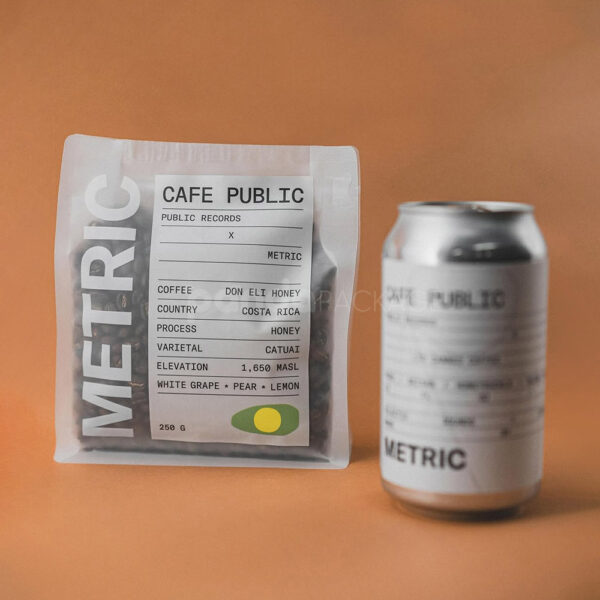 METRIC
CAFE PUBLIC
PUBLIC RECORDS
X
METRIC
COFFEE DON ELI HONEY
COUNTRY COSTA RICA
PROCESS HONEY
VARIETAL CATUAI
ELEVATION 1,650 MASL
WHITE GRAPE * PEAR * LEMON
250 G
CAFE PUBLIC
METRIC